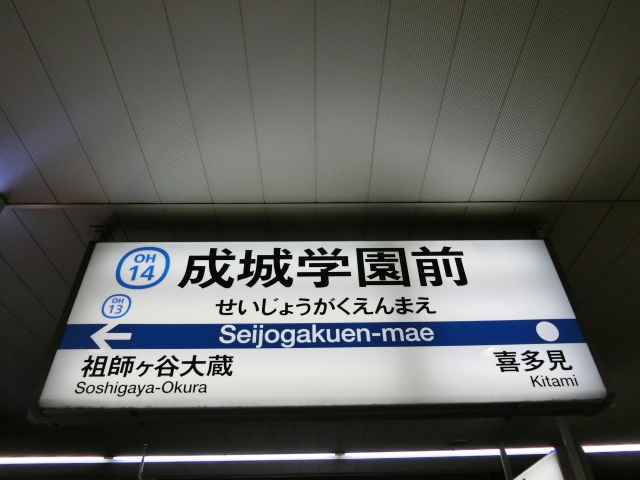 OH
14
成城学園前
せいじょうがくえんまえ
OH
13
Seijogakuen-mae
祖師ヶ谷大蔵
Soshigaya-Okura
喜多見
Kitami